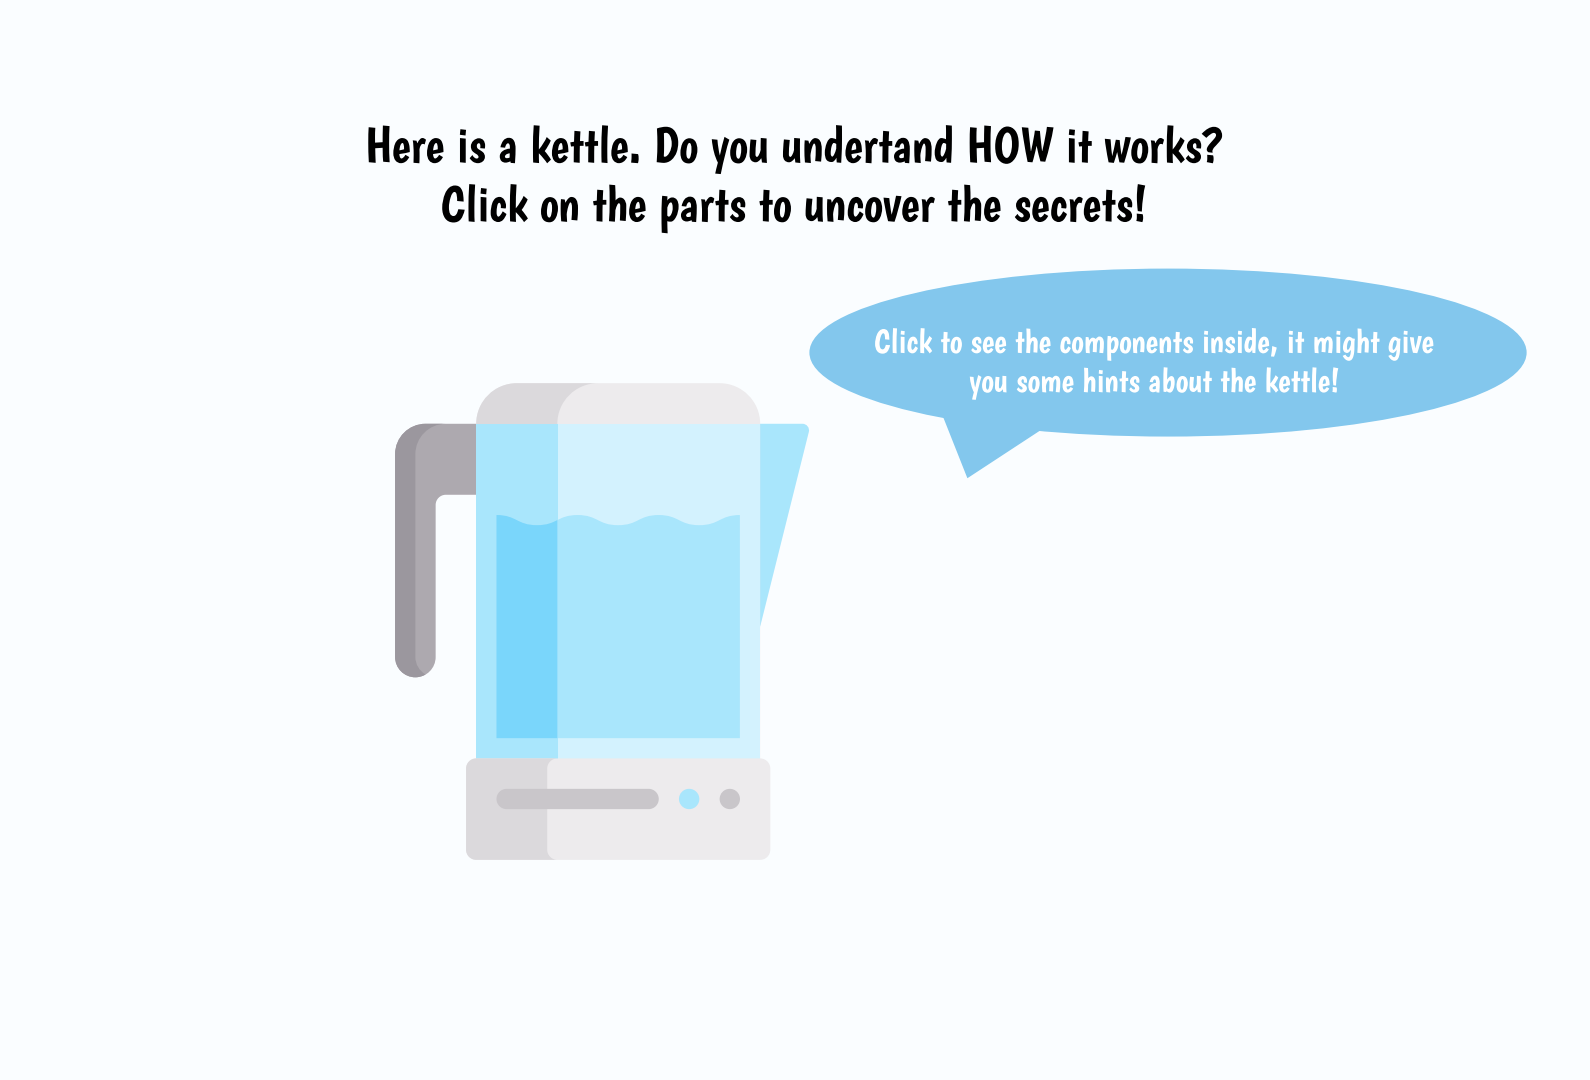 Here is a kettle. Do you undertand HOW it works?
Click on the parts to uncover the secrets!
Click to see the components inside, it might give
you some hints about the kettle!